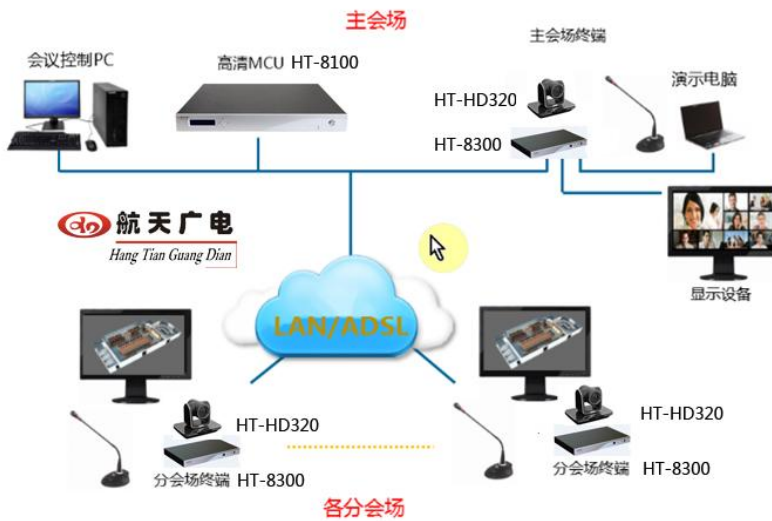 主会场
会议控制PC
高清MCU HT-8100
主会场终端
HT-HD320
演示电脑
HT-8300
航天广电
Hang Tian Guang Dian
显示设备
LAN/ADSL
HT-HD320
分会场终端 HT-8300
HT-HD320
分会场终端 HT-8300
各分会场